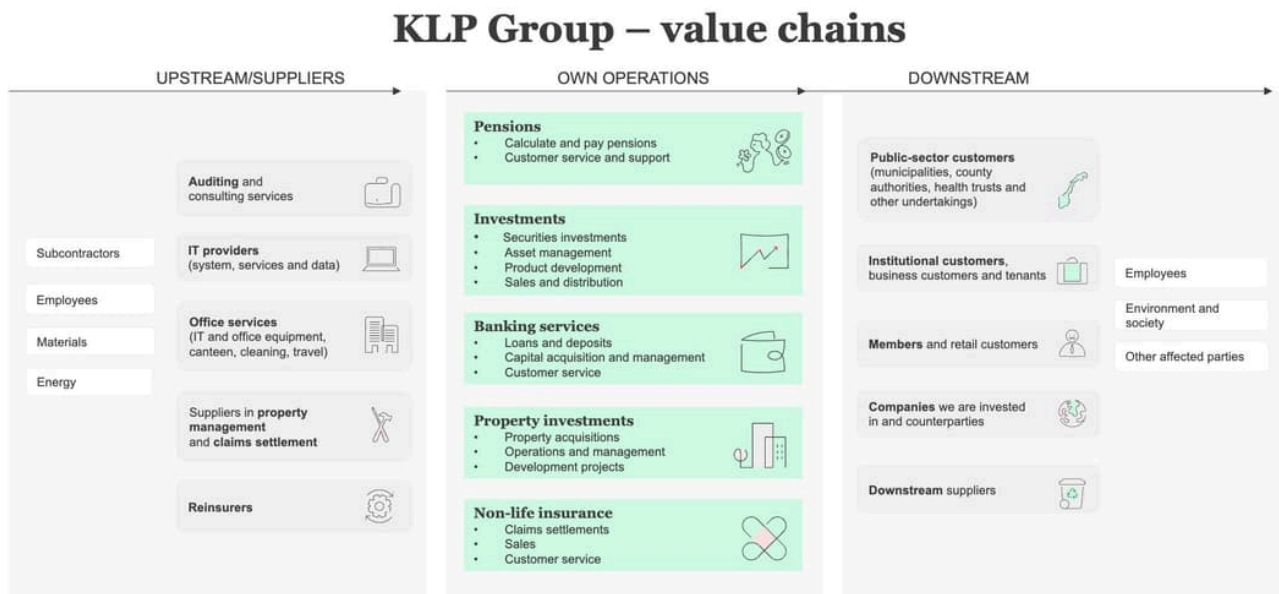 KLP Group – value chains
UPSTREAM/SUPPLIERS
Subcontractors
Employees
Materials
Energy
Auditing and
consulting services
IT providers
(system, services and data)
Office services
(IT and office equipment,
canteen, cleaning, travel)
Suppliers in property
management
and claims settlement
Reinsurers
OWN OPERATIONS
Pensions
• Calculate and pay pensions
• Customer service and support
Investments
• Securities investments
• Asset management
• Product development
• Sales and distribution
Banking services
• Loans and deposits
• Capital acquisition and management
• Customer service
Property investments
• Property acquisitions
• Operations and management
• Development projects
Non-life insurance
• Claims settlements
• Sales
• Customer service
DOWNSTREAM
Public-sector customers
(municipalities, county
authorities, health trusts and
other undertakings)
Institutional customers,
business customers and tenants
Members and retail customers
Companies we are invested
in and counterparties
Downstream suppliers
Employees
Environment and
society
Other affected parties